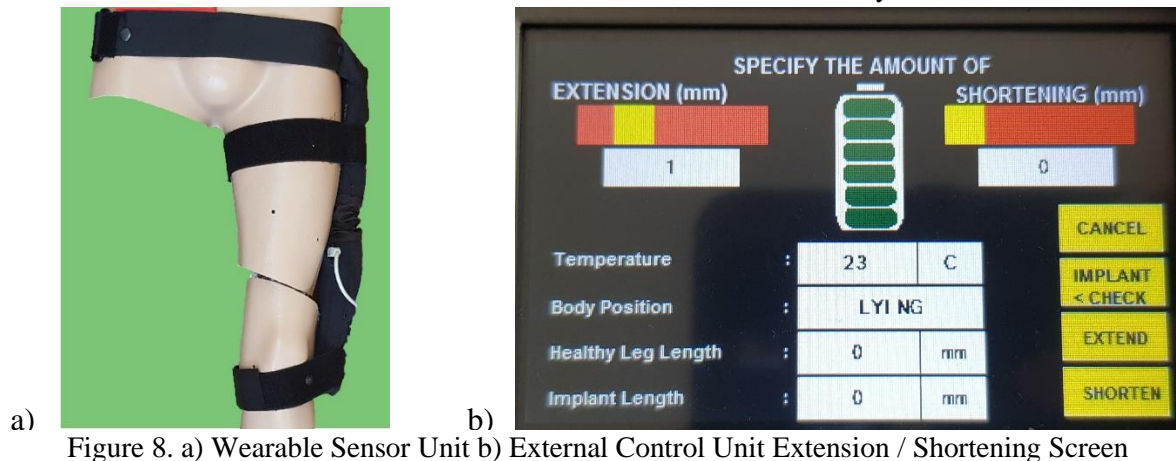 SPECIFY THE AMOUNT OF
EXTENSION (mm)
SHORTENING (mm)
1
0
CANCEL
Temperature : 23 C
IMPLANT
< CHECK
Body Position : LYING
EXTEND
Healthy Leg Length : 0 mm
Implant Length : 0 mm
SHORTEN
a)
b)
Figure 8. a) Wearable Sensor Unit b) External Control Unit Extension / Shortening Screen